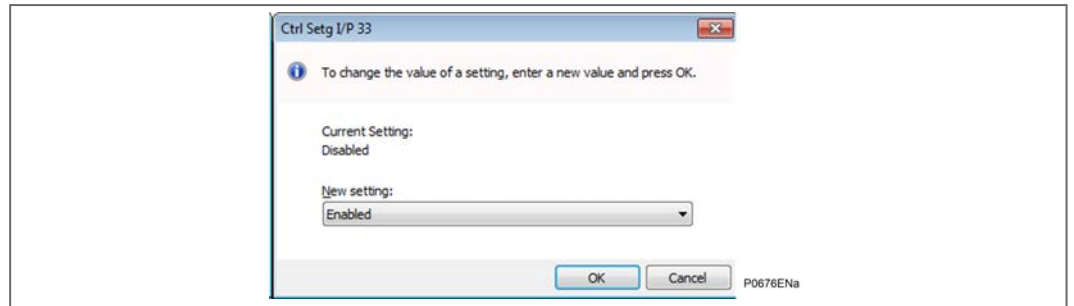 Ctrl Setg I/P 33
To change the value of a setting, enter a new value and press OK.
Current Setting:
Disabled
New setting:
Enabled
OK Cancel
P0676ENa